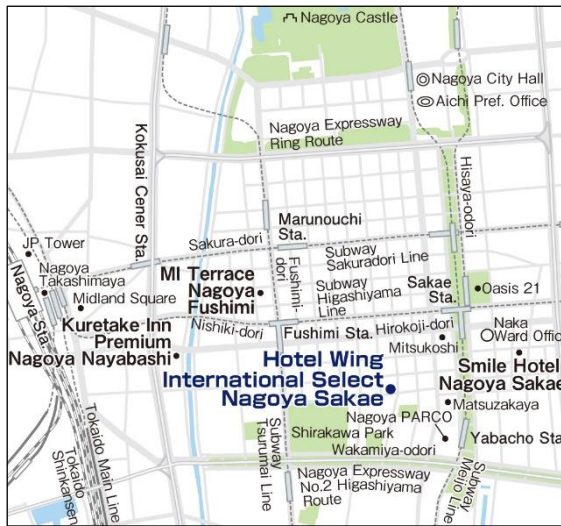 Nagoya Castle
Nagoya City Hall
Aichi Pref. Office
Nagoya Expressway
Ring Route
Kokusai Cener Sta.
Hisaya-odori
Marunouchi
Sta.
JP Tower
Sakura-dori
Subway
Sakuradori Line
Nagoya
Takashimaya
MI Terrace
Nagoya
Fushimi
Fushimi-
dori
Subway
Higashiyama
Line
Sakae
Sta.
Oasis 21
Nagoya Sta.
Midland Square
Kuretake Inn
Premium
Nagoya Nayabashi
Nishiki-dori
Fushimi Sta.
Hirokoji-dori
Mitsukoshi
Naka
Ward Office
Hotel Wing
International Select
Nagoya Sakae
Smile Hotel
Nagoya Sakae
Matsuzakaya
Nagoya PARCO
Shirakawa Park
Wakamiya-odori
Yabacho Sta
Tokaido Main Line
Tokaido
Shinkansen
Subway
Tsurumai Line
Nagoya Expressway
No.2 Higashiyama
Route
Subway
Meijo Line